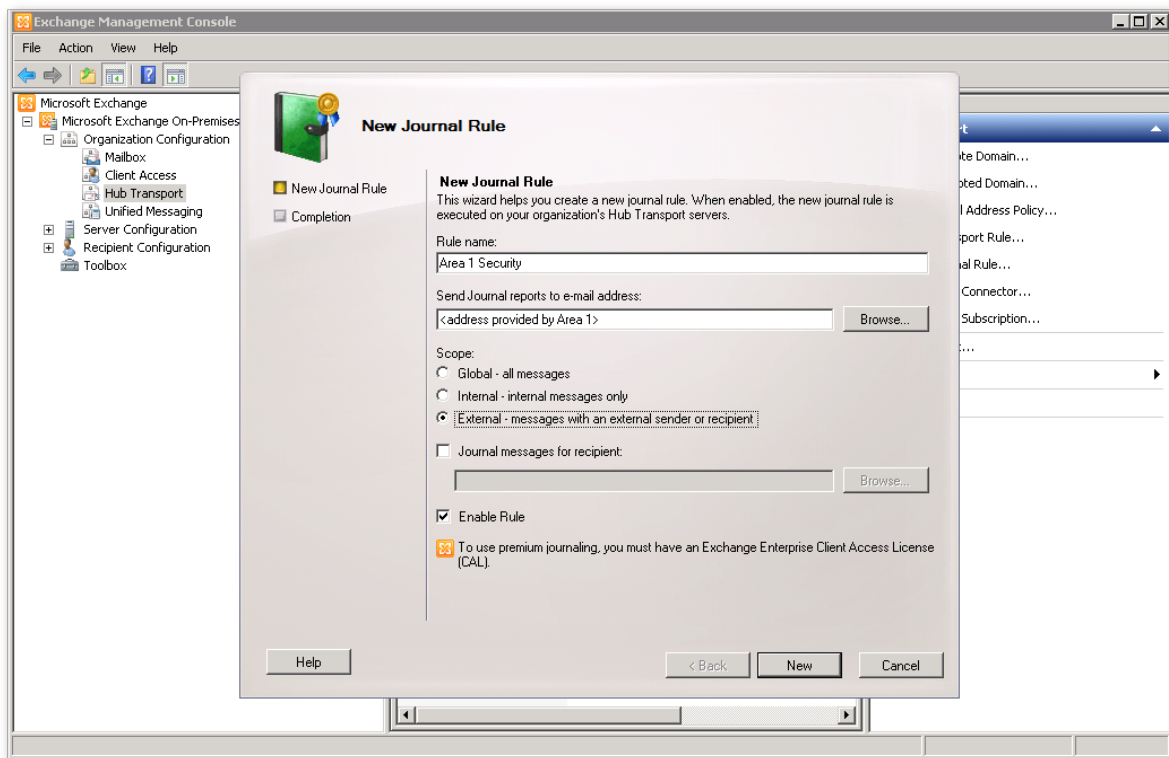 Exchange Management Console
File Action View Help
Microsoft Exchange
Microsoft Exchange On-Premises
Organization Configuration
Mailbox
Client Access
Hub Transport
Unified Messaging
Server Configuration
Recipient Configuration
Toolbox
New Journal Rule
New Journal Rule
Completion
New Journal Rule
This wizard helps you create a new journal rule. When enabled, the new journal rule is
executed on your organization's Hub Transport servers.
Rule name:
Area 1 Security
Send Journal reports to e-mail address:
<address provided by Area 1>
Browse...
Scope:
Global - all messages
Internal - internal messages only
External - messages with an external sender or recipient
Journal messages for recipient:
Browse...
Enable Rule
To use premium journaling, you must have an Exchange Enterprise Client Access License
(CAL).
Help
< Back
New
Cancel
Domain...
Domain...
Address Policy...
Rule...
Rule...
Connector...
Subscription...